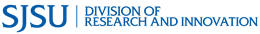 SJSU
DIVISION OF
RESEARCH AND INNOVATION